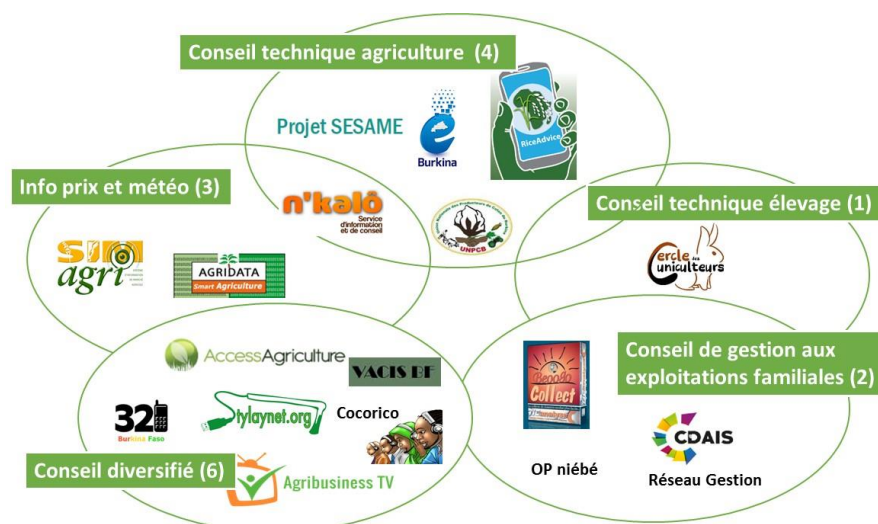 Conseil technique agriculture (4)
Projet SESAME
Burkina
RiceAdvice
Info prix et météo (3)
n'kalô
Service
d'information
et de conseil
UNPCB
Conseil technique élevage (1)
Cercle des
Cuniculteurs
SIM
agri
AGRIDATA
Smart Agriculture
AccessAgriculture
VACIS BF
Conseil de gestion aux
exploitations familiales (2)
Collect
321
Burkina Faso
Stylaynet.org
Cocorico
CDAIS
OP niébé
Réseau Gestion
Conseil diversifié (6)
Agribusiness TV